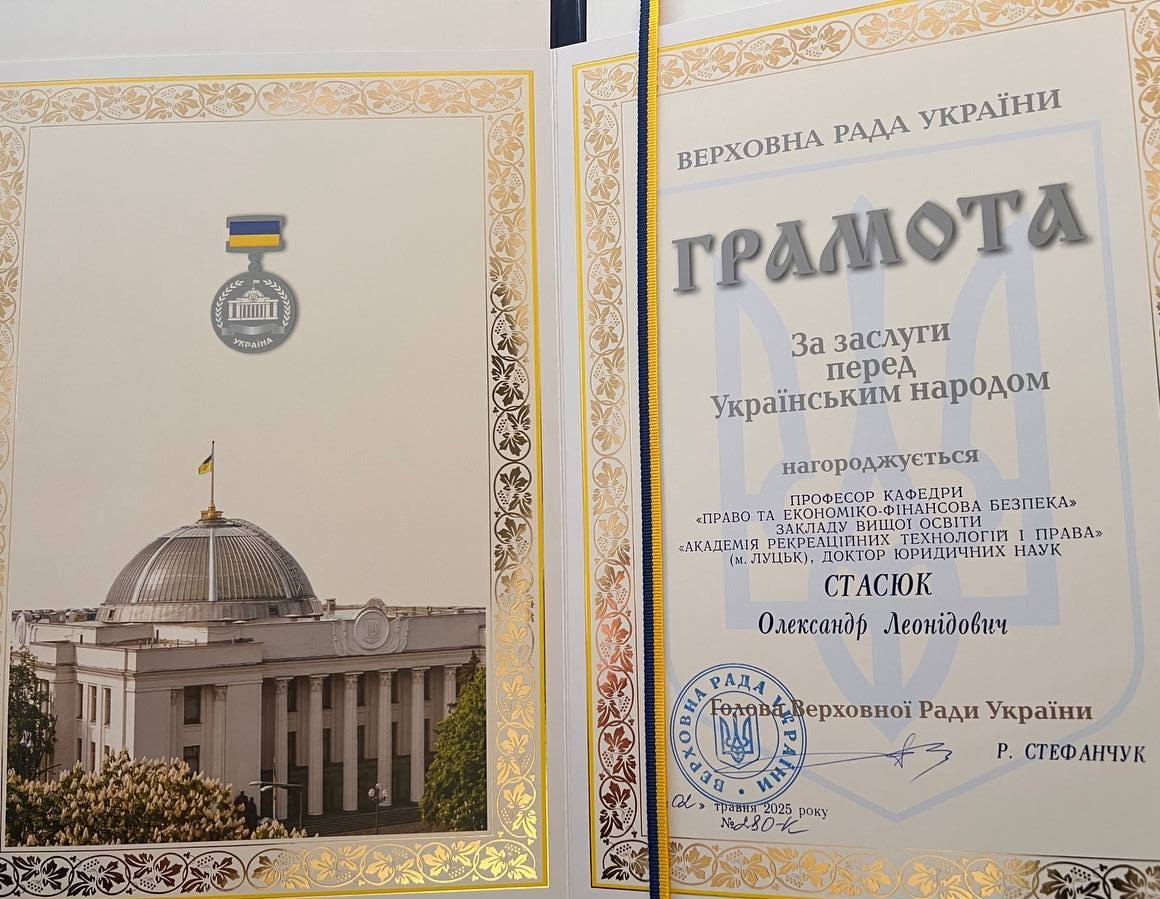 УКРАЇНА
ВЕРХОВНА РАДА УКРАЇНИ
ГРАМОТА
За заслуги
перед
Українським народом
нагороджується
ПРОФЕСОР КАФЕДРИ
«ПРАВО ТА ЕКОНОМІКО-ФІНАНСОВА БЕЗПЕКА»
ЗАКЛАДУ ВИЩОЇ ОСВІТИ
«АКАДЕМІЯ РЕКРЕАЦІЙНИХ ТЕХНОЛОГІЙ І ПРАВА»
(м. ЛУЦЬК), ДОКТОР ЮРИДИЧНИХ НАУК
СТАСЮК
Олександр Леонідович
Голова Верховної Ради України
Р. СТЕФАНЧУК
ВЕРХОВНА РАДА УКРАЇНИ
02» травня 2025 року
№280-к